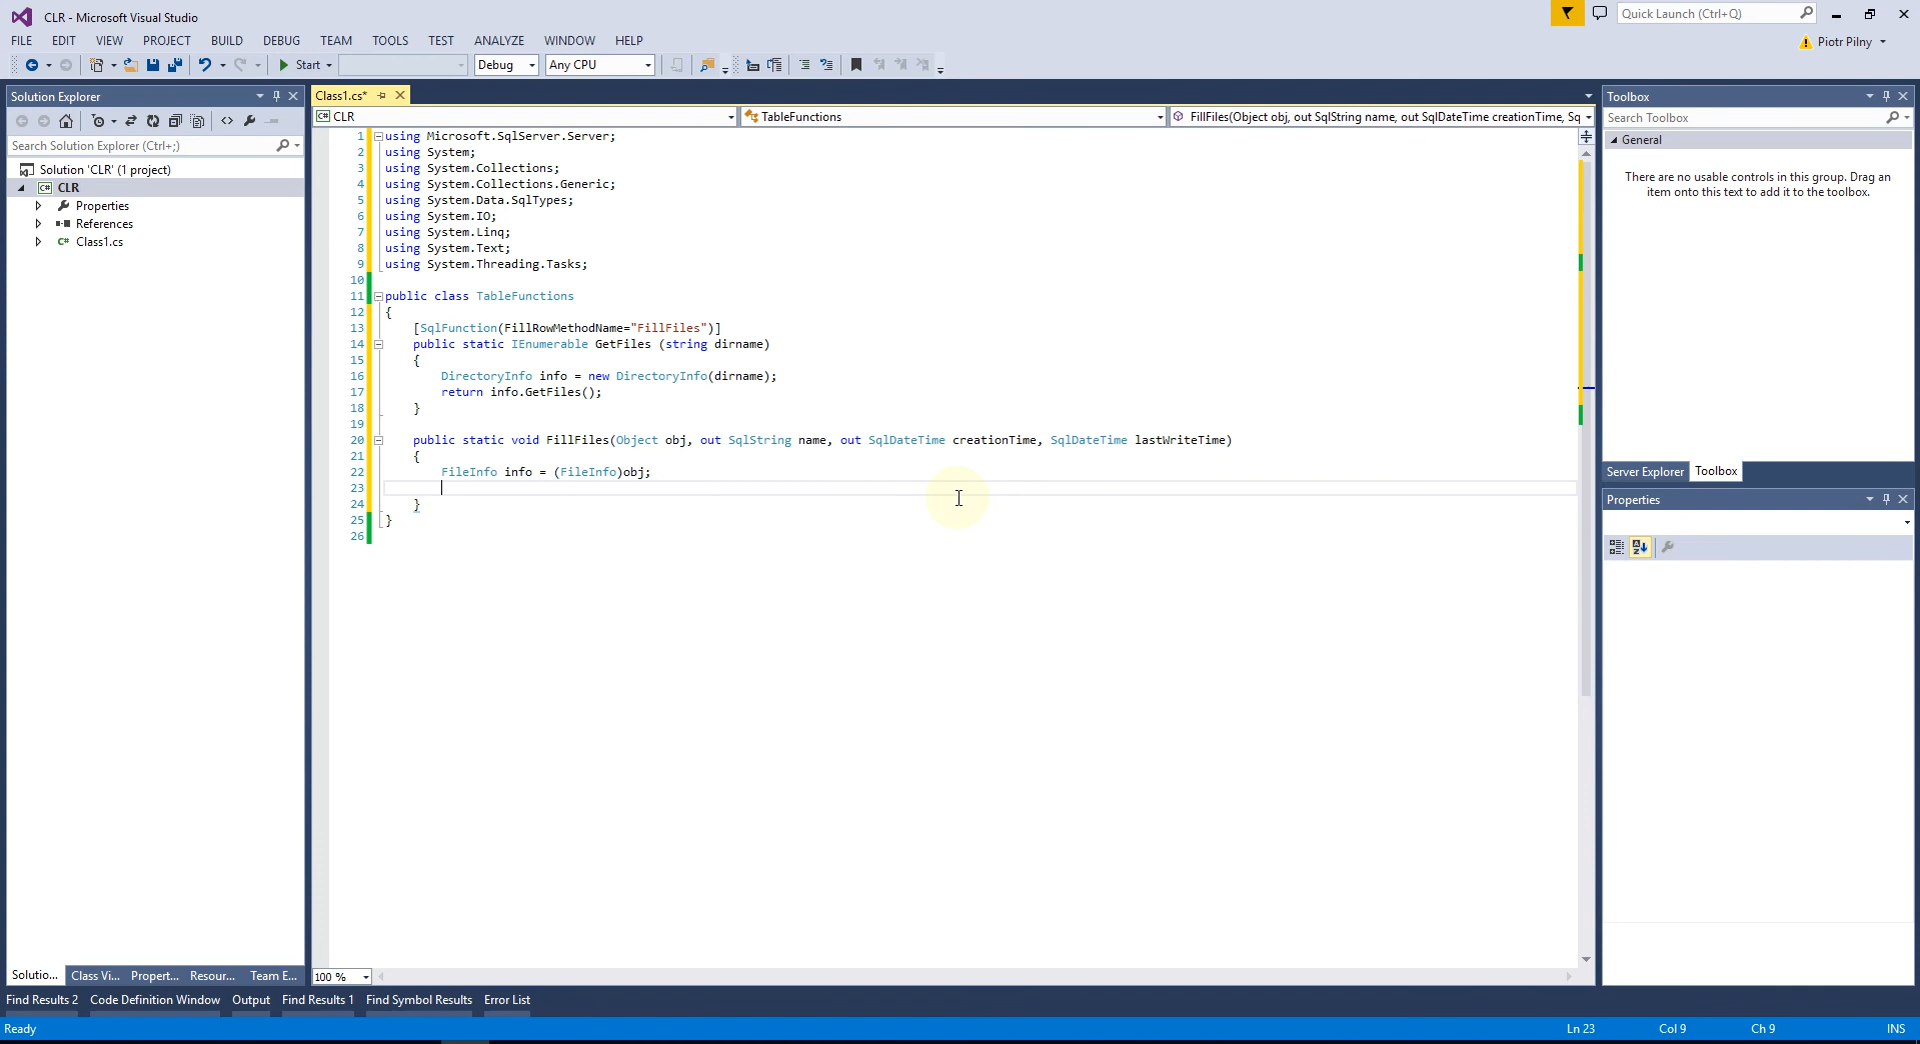 CLR - Microsoft Visual Studio
Quick Launch (Ctrl+Q)
FILE EDIT VIEW PROJECT BUILD DEBUG TEAM TOOLS TEST ANALYZE WINDOW HELP
Piotr Pilny
Start Debug Any CPU
Solution Explorer
Search Solution Explorer (Ctrl+;)
Solution 'CLR' (1 project)
CLR
Properties
References
Class1.cs
Class1.cs*
CLR TableFunctions FillFiles(Object obj, out SqlString name, out SqlDateTime creationTime, Sq
1 using Microsoft.SqlServer.Server;
2 using System;
3 using System.Collections;
4 using System.Collections.Generic;
5 using System.Data.SqlTypes;
6 using System.IO;
7 using System.Linq;
8 using System.Text;
9 using System.Threading.Tasks;
10
11 public class TableFunctions
12 {
13 [SqlFunction(FillRowMethodName="FillFiles")]
14 public static IEnumerable GetFiles (string dirname)
15 {
16 DirectoryInfo info = new DirectoryInfo(dirname);
17 return info.GetFiles();
18 }
19
20 public static void FillFiles(Object obj, out SqlString name, out SqlDateTime creationTime, SqlDateTime lastWriteTime)
21 {
22 FileInfo info = (FileInfo)obj;
23
24 }
25 }
26
100 %
Toolbox
Search Toolbox
General
There are no usable controls in this group. Drag an
item onto this text to add it to the toolbox.
Server Explorer Toolbox
Properties
Solutio... Class Vi... Propert... Resour... Team E...
Find Results 2 Code Definition Window Output Find Results 1 Find Symbol Results Error List
Ready Ln 23 Col 9 Ch 9 INS